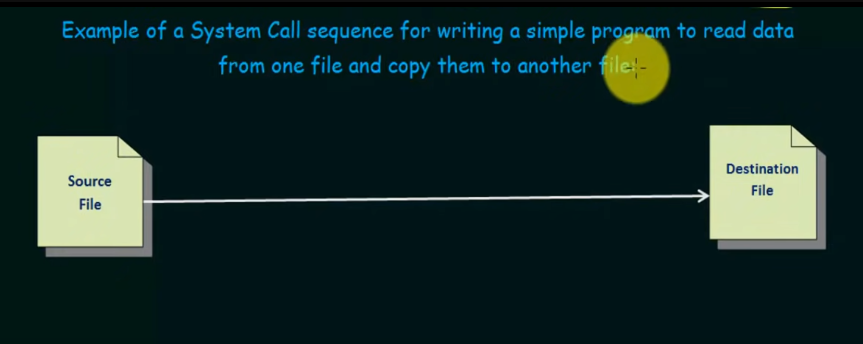 Example of a System Call sequence for writing a simple program to read data
from one file and copy them to another file:
Source
File
Destination
File